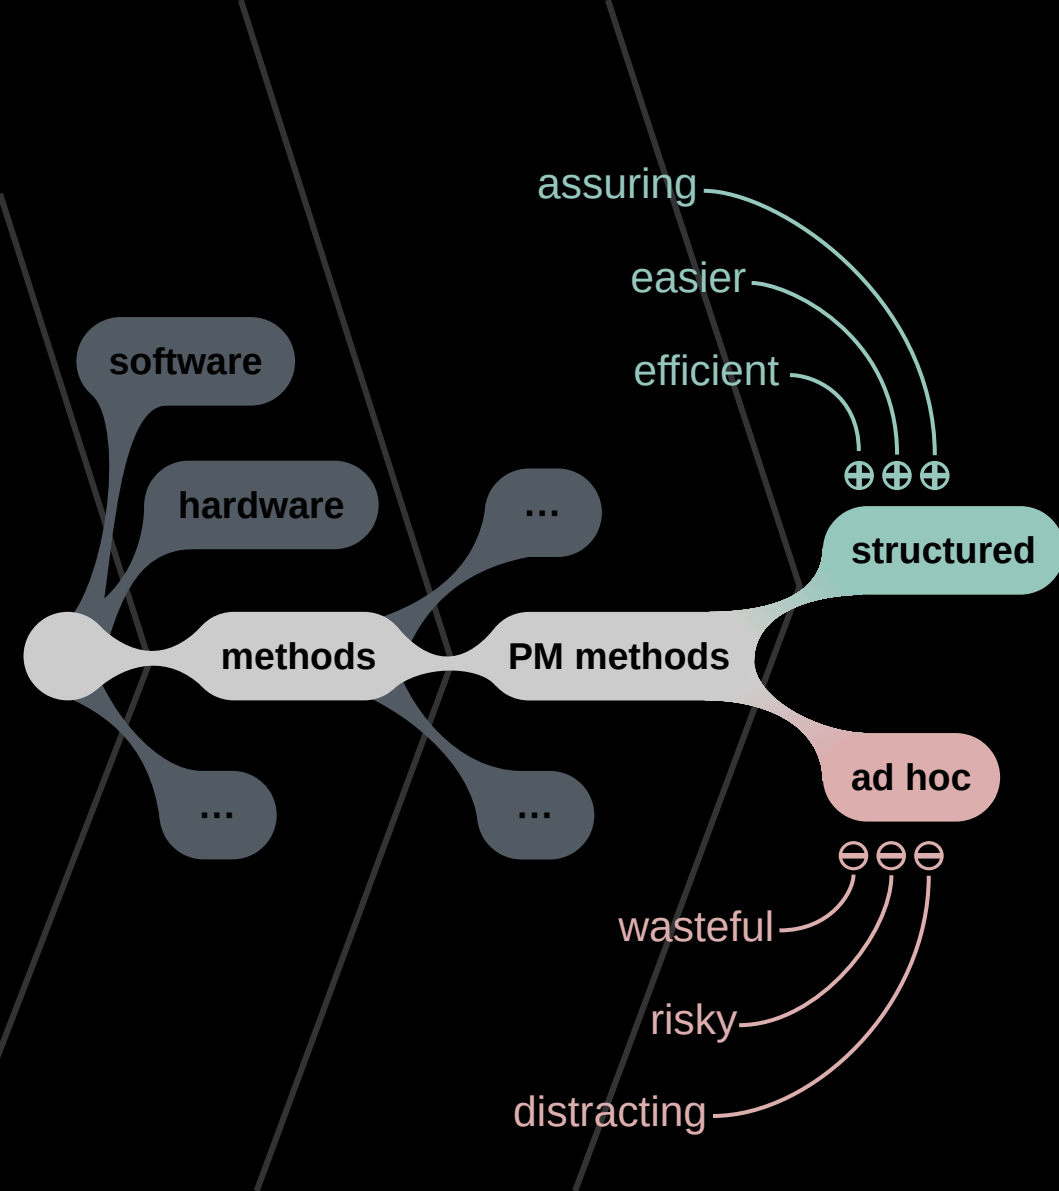 assuring
easier
efficient
software
hardware
...
structured
methods
PM methods
ad hoc
...
...
wasteful
risky
distracting